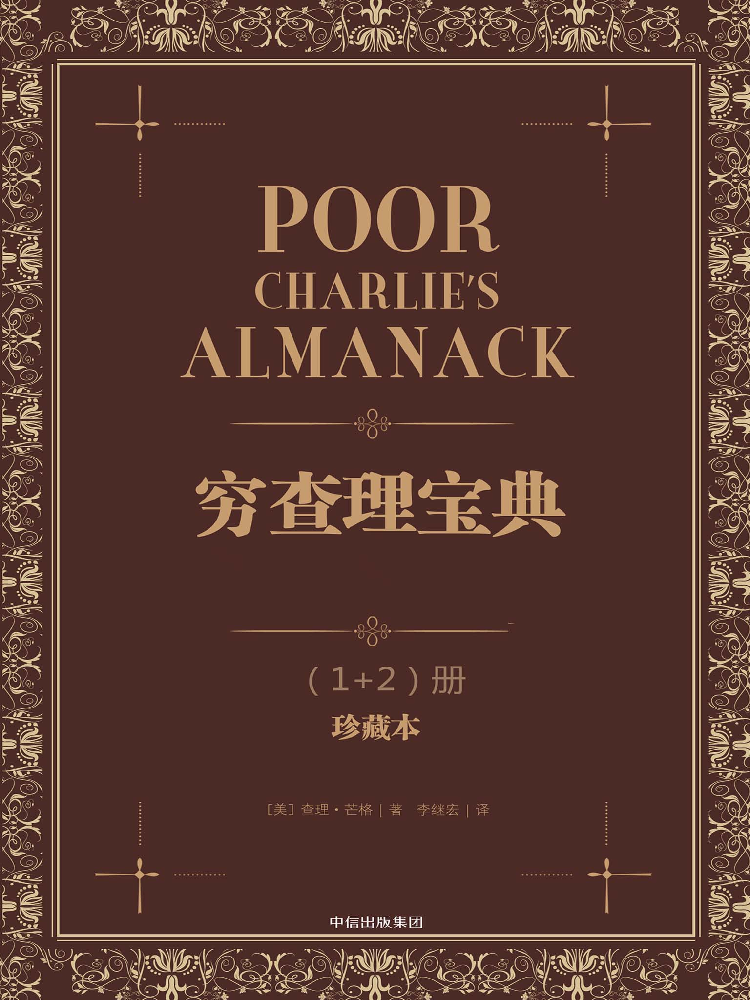 POOR
CHARLIE'S
ALMANACK
穷查理宝典
（1+2）册
珍藏本
［美］查理·芒格｜著 李继宏｜译
中信出版集团